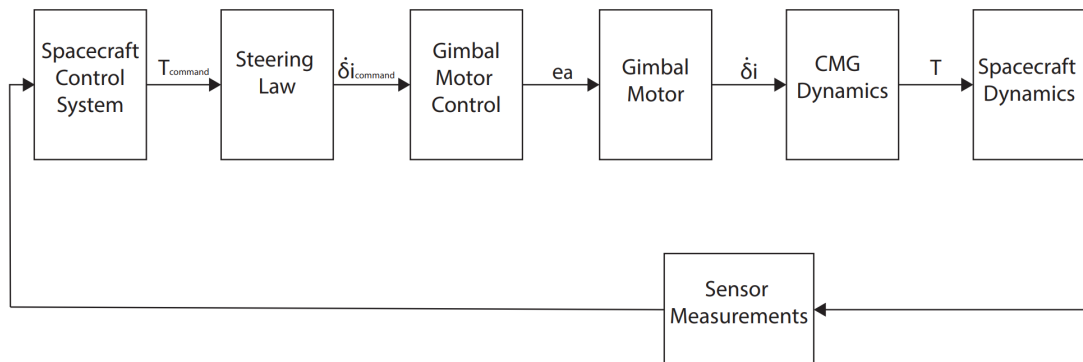 Spacecraft
Control
System
Tcommand
Steering
Law
δ̇icommand
Gimbal
Motor
Control
ea
Gimbal
Motor
δ̇i
CMG
Dynamics
T
Spacecraft
Dynamics
Sensor
Measurements